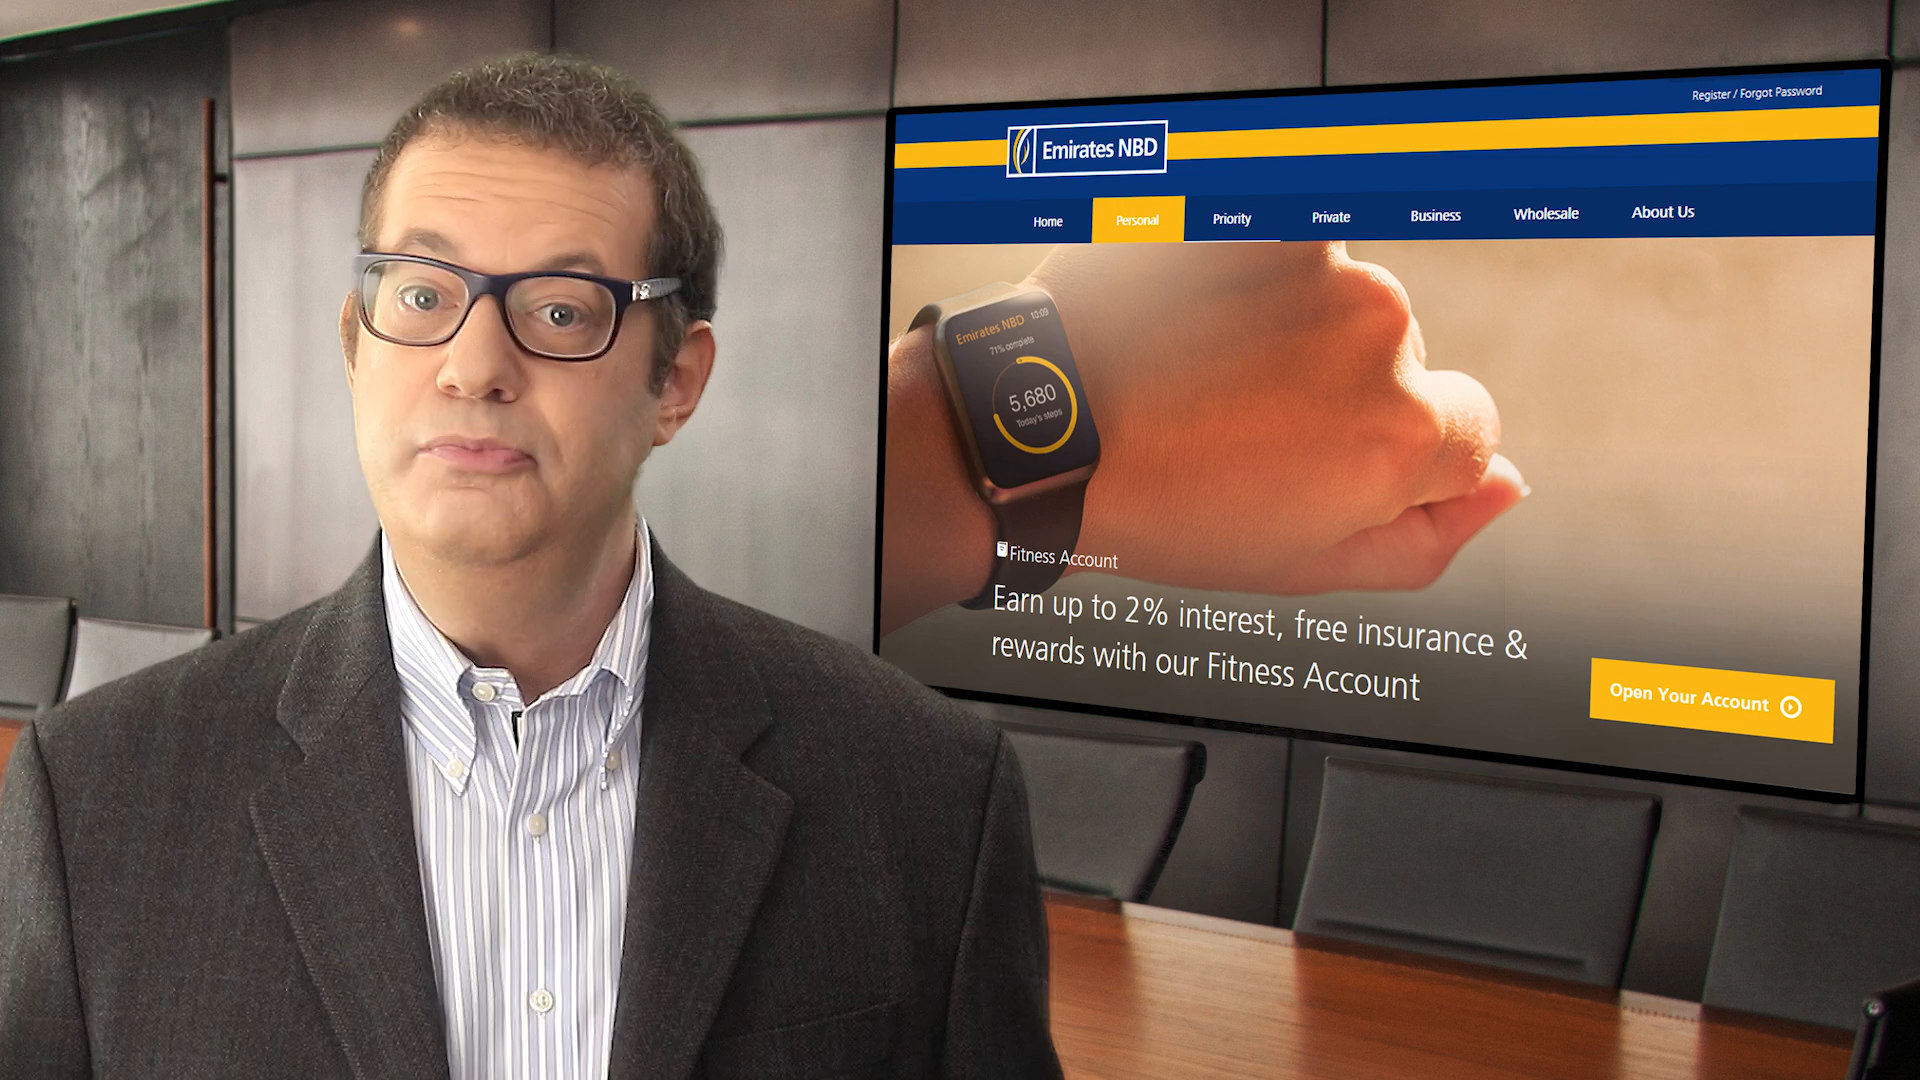 Register / Forgot Password
Emirates NBD
Home Personal Priority Private Business Wholesale About Us
Emirates NBD 10:09
71% complete
5,680
Today's steps
Fitness Account
Earn up to 2% interest, free insurance &
rewards with our Fitness Account
Open Your Account